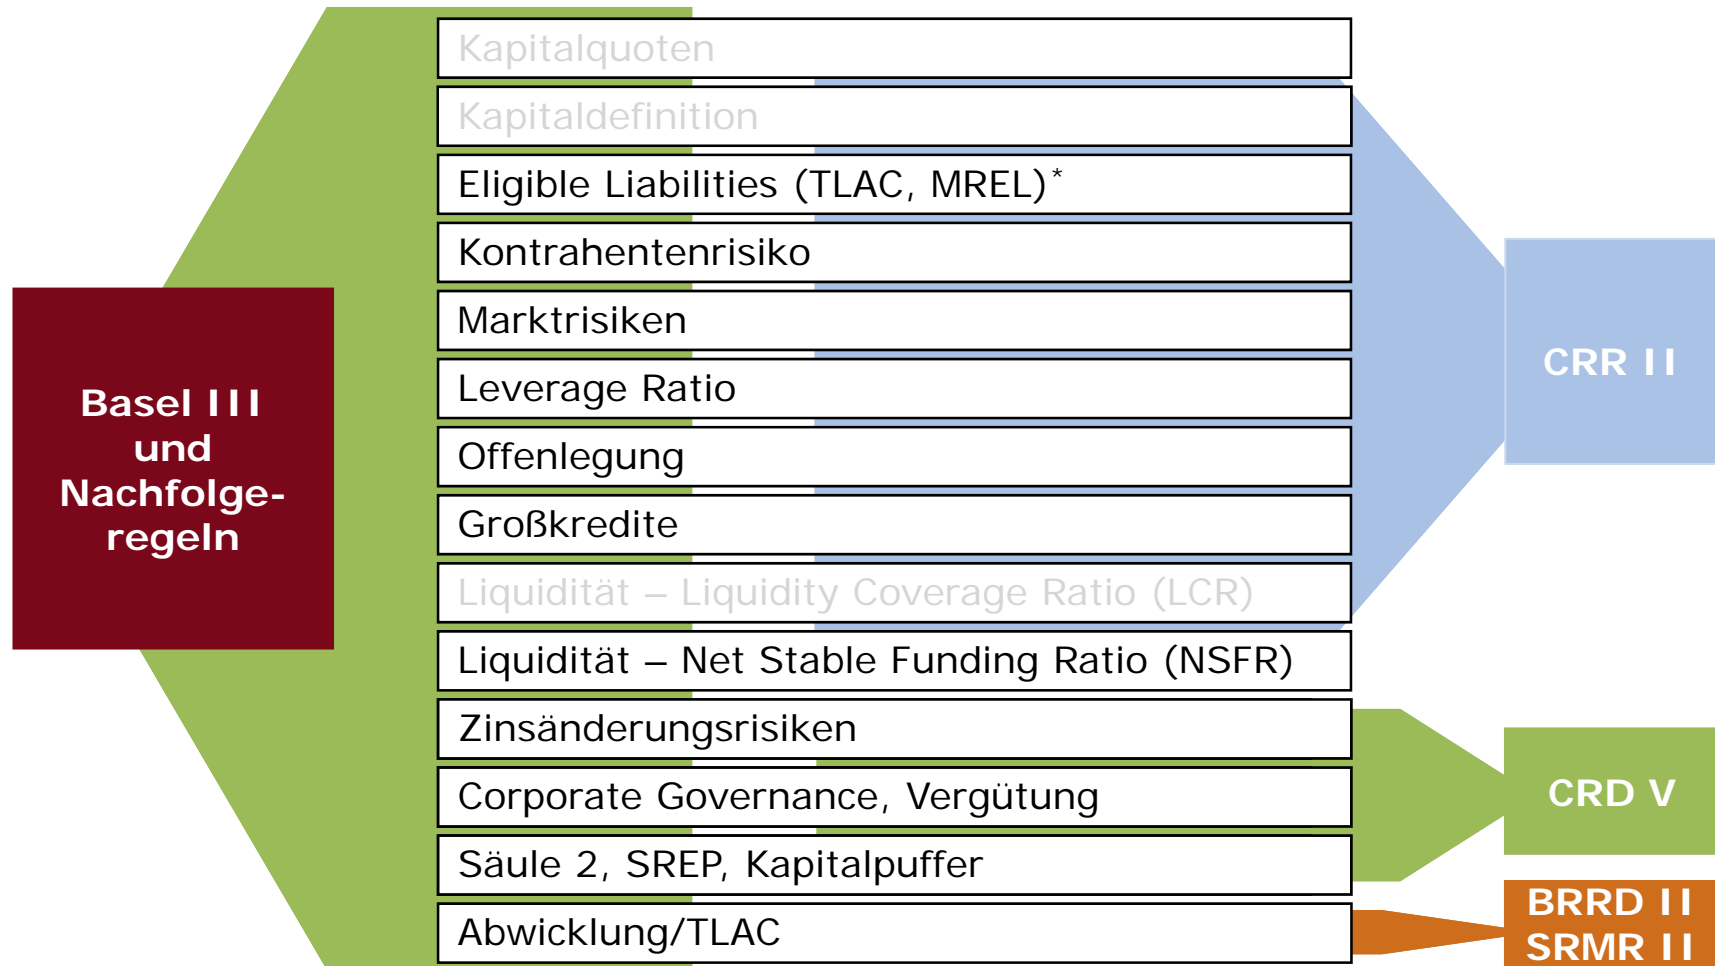 Kapitalquoten
Kapitaldefinition
Eligible Liabilities (TLAC, MREL)*
Kontrahentenrisiko
Marktrisiken
Leverage Ratio
Offenlegung
Großkredite
Liquidität – Liquidity Coverage Ratio (LCR)
Liquidität – Net Stable Funding Ratio (NSFR)
Zinsänderungsrisiken
Corporate Governance, Vergütung
Säule 2, SREP, Kapitalpuffer
Abwicklung/TLAC
Basel III
und
Nachfolge-
regeln
CRR II
CRD V
BRRD II
SRMR II